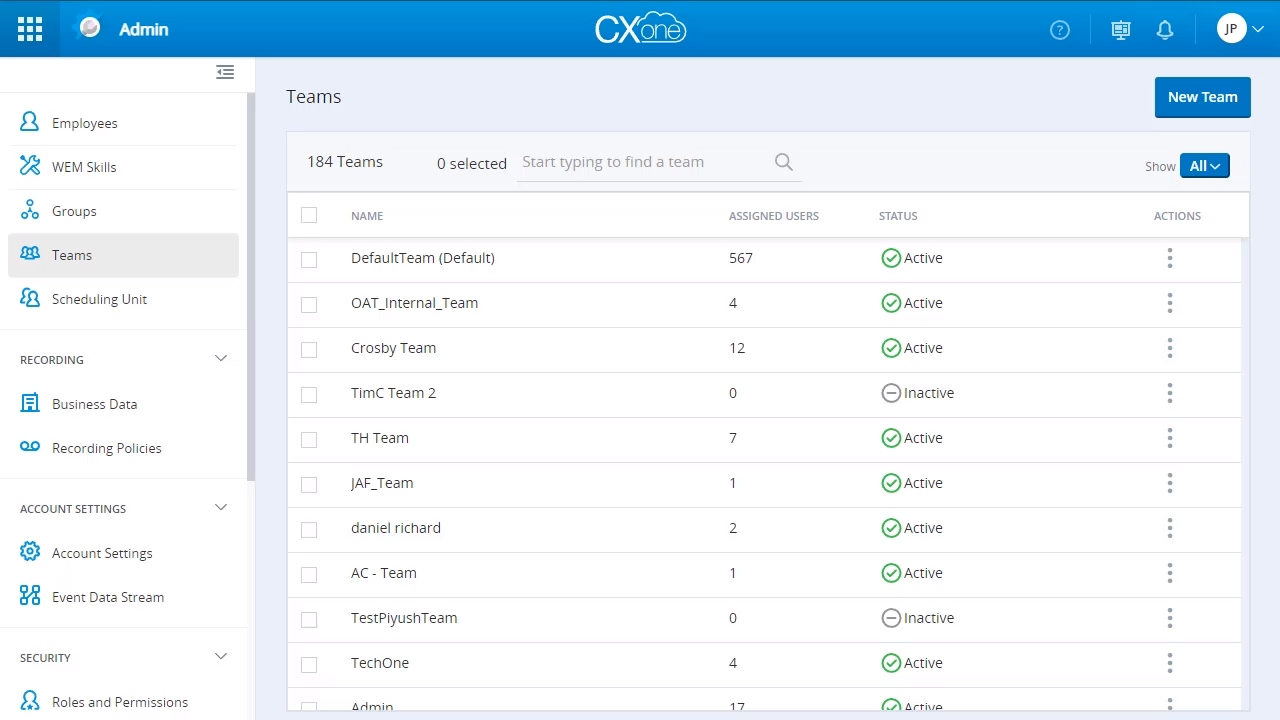 Admin
CXone
?
JP
Employees
WEM Skills
Groups
Teams
Scheduling Unit
RECORDING
Business Data
Recording Policies
ACCOUNT SETTINGS
Account Settings
Event Data Stream
SECURITY
Roles and Permissions
Teams
New Team
184 Teams 0 selected Start typing to find a team Show All
NAME ASSIGNED USERS STATUS ACTIONS
DefaultTeam (Default) 567 Active
OAT_Internal_Team 4 Active
Crosby Team 12 Active
TimC Team 2 0 Inactive
TH Team 7 Active
JAF_Team 1 Active
daniel richard 2 Active
AC - Team 1 Active
TestPiyushTeam 0 Inactive
TechOne 4 Active
Admin 17 Active